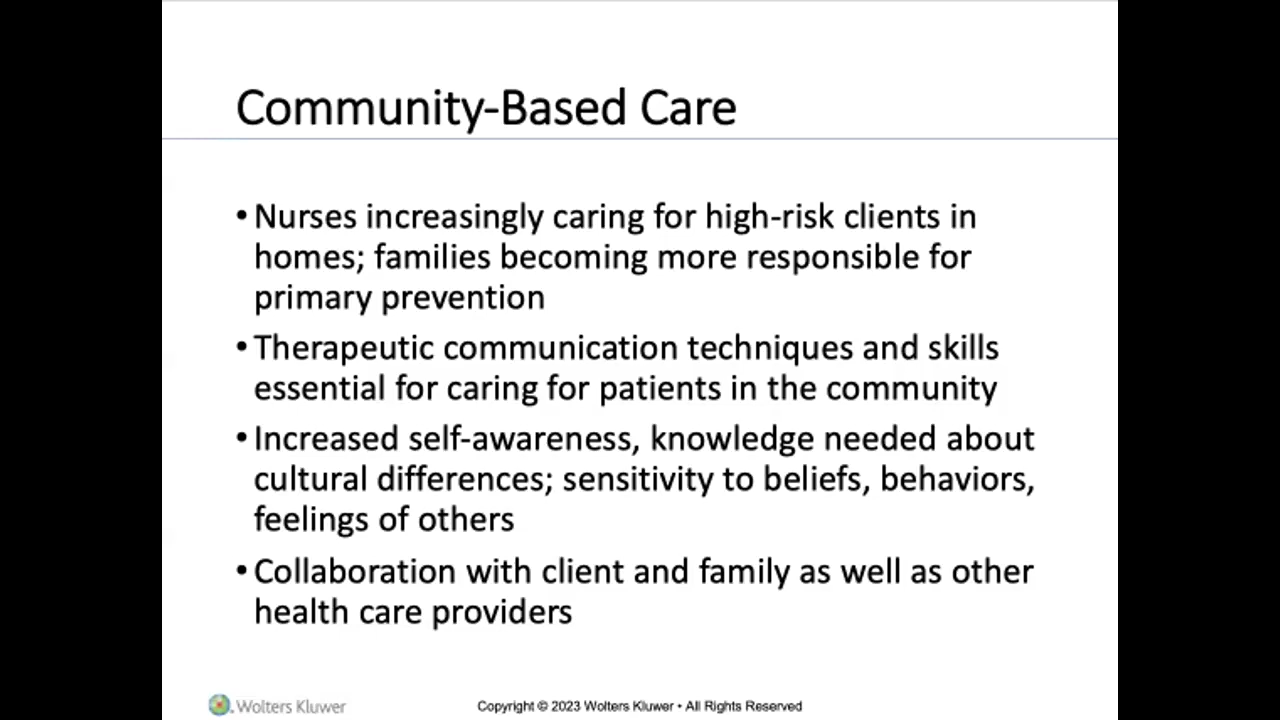 Community-Based Care
• Nurses increasingly caring for high-risk clients in
homes; families becoming more responsible for
primary prevention
• Therapeutic communication techniques and skills
essential for caring for patients in the community
• Increased self-awareness, knowledge needed about
cultural differences; sensitivity to beliefs, behaviors,
feelings of others
• Collaboration with client and family as well as other
health care providers
Wolters Kluwer
Copyright © 2023 Wolters Kluwer • All Rights Reserved